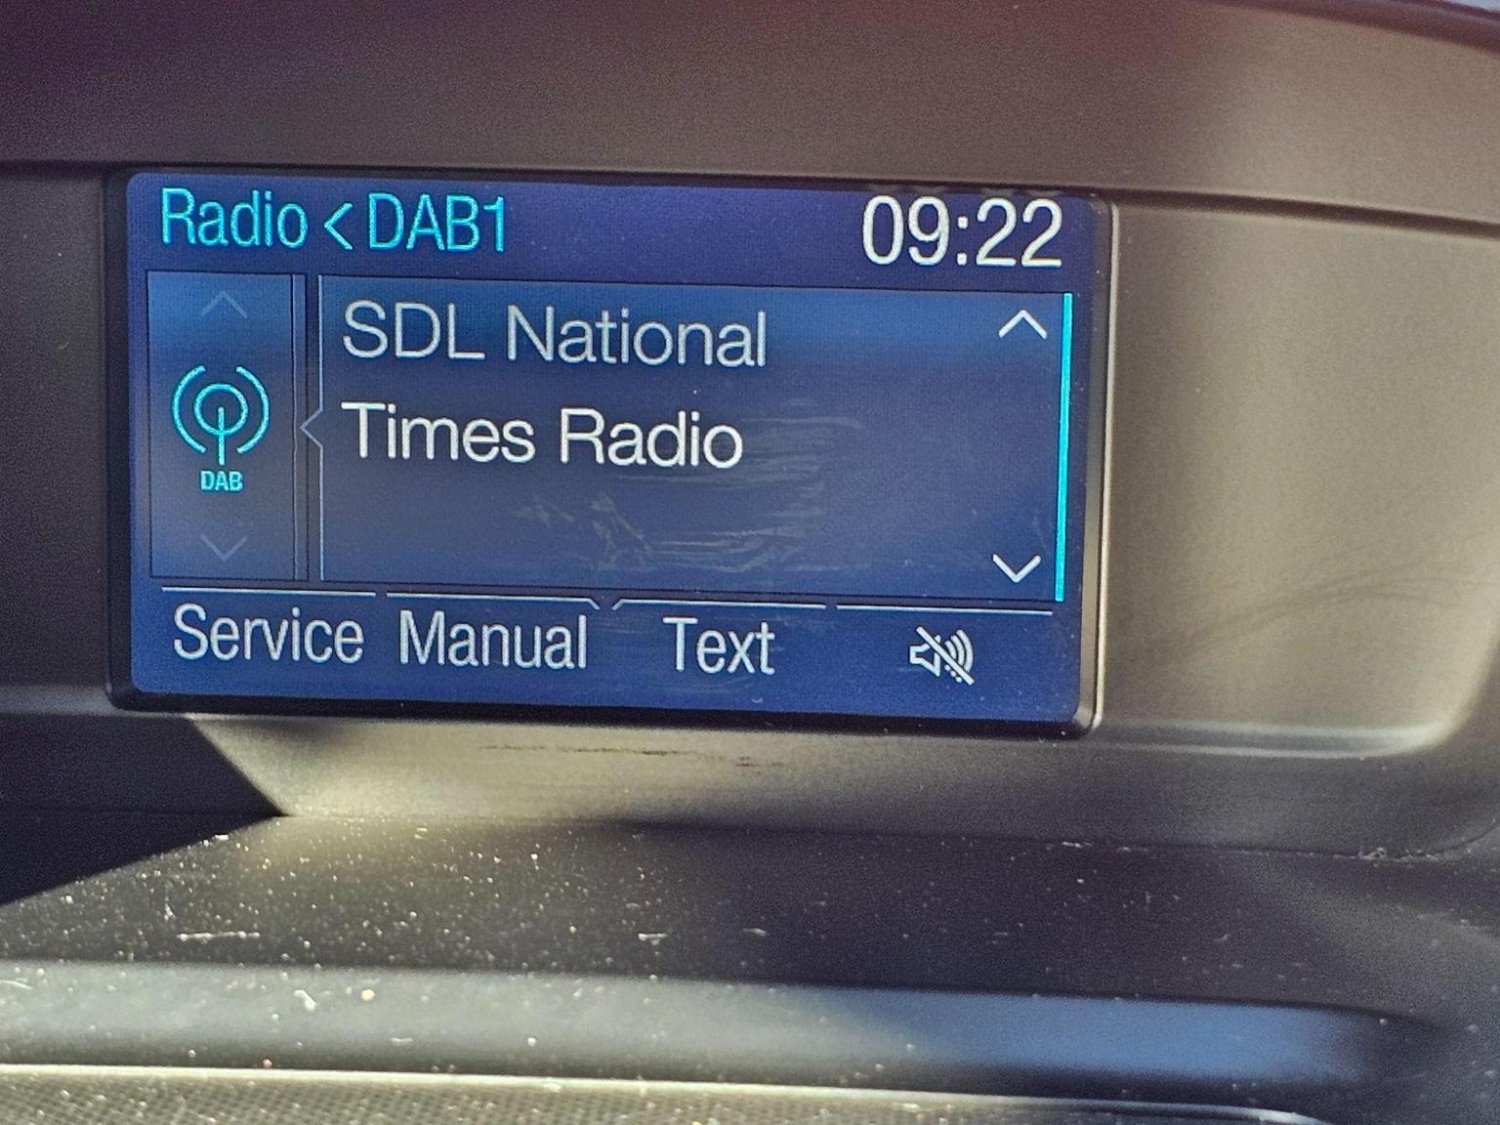 Radio < DAB1 09:22
SDL National
Times Radio
DAB
Service Manual Text